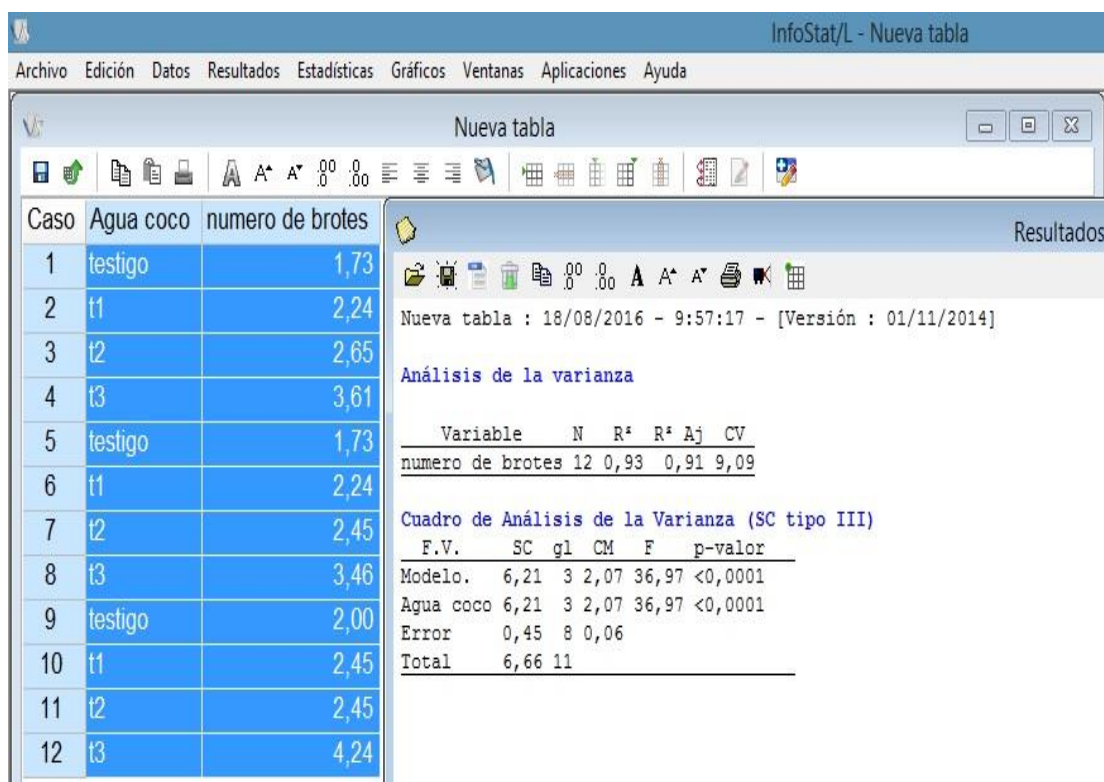 InfoStat/L - Nueva tabla
Archivo Edición Datos Resultados Estadísticas Gráficos Ventanas Aplicaciones Ayuda
Nueva tabla
Caso Agua coco numero de brotes
1 testigo 1,73
2 t1 2,24
3 t2 2,65
4 t3 3,61
5 testigo 1,73
6 t1 2,24
7 t2 2,45
8 t3 3,46
9 testigo 2,00
10 t1 2,45
11 t2 2,45
12 t3 4,24
Resultados
Nueva tabla : 18/08/2016 - 9:57:17 - [Versión : 01/11/2014]
Análisis de la varianza
Variable N R² R² Aj CV
numero de brotes 12 0,93 0,91 9,09
Cuadro de Análisis de la Varianza (SC tipo III)
F.V. SC gl CM F p-valor
Modelo. 6,21 3 2,07 36,97 <0,0001
Agua coco 6,21 3 2,07 36,97 <0,0001
Error 0,45 8 0,06
Total 6,66 11